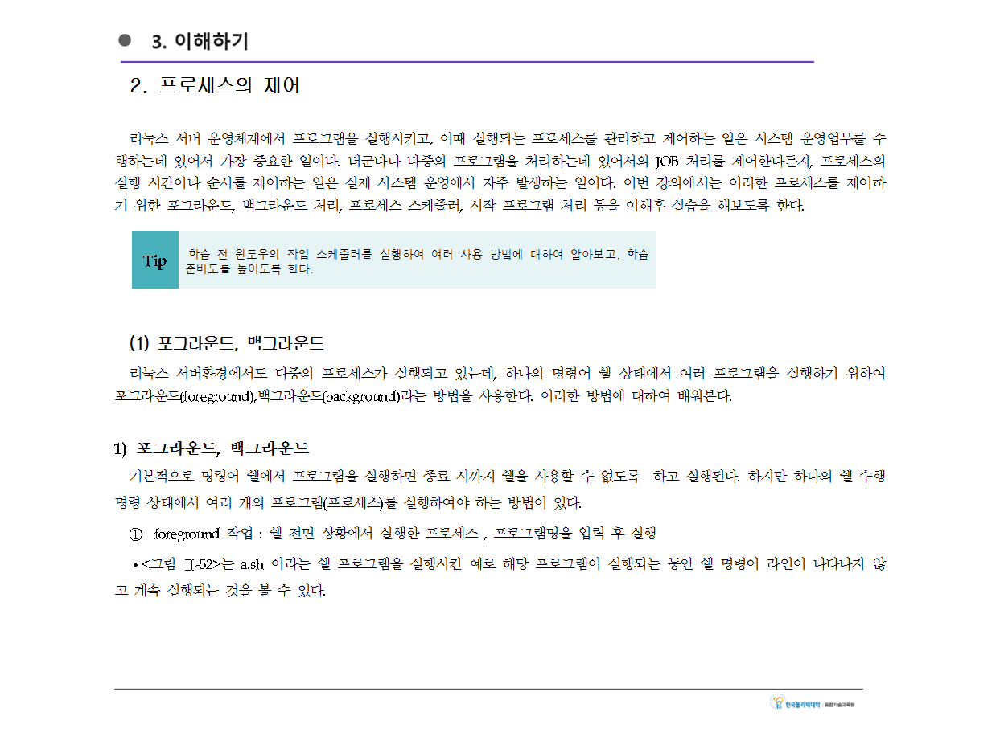 ● 3. 이해하기
2. 프로세스의 제어
리눅스 서버 운영체계에서 프로그램을 실행시키고, 이때 실행되는 프로세스를 관리하고 제어하는 일은 시스템 운영업무를 수
행하는데 있어서 가장 중요한 일이다. 더군다나 다중의 프로그램을 처리하는데 있어서의 JOB 처리를 제어한다든지, 프로세스의
실행 시간이나 순서를 제어하는 일은 실제 시스템 운영에서 자주 발생하는 일이다. 이번 강의에서는 이러한 프로세스를 제어하
기 위한 포그라운드, 백그라운드 처리, 프로세스 스케줄러, 시작 프로그램 처리 등을 이해후 실습을 해보도록 한다.
Tip
학습 전 윈도우의 작업 스케줄러를 실행하여 여러 사용 방법에 대하여 알아보고, 학습
준비도를 높이도록 한다.
(1) 포그라운드, 백그라운드
리눅스 서버환경에서도 다중의 프로세스가 실행되고 있는데, 하나의 명령어 쉘 상태에서 여러 프로그램을 실행하기 위하여
포그라운드(foreground),백그라운드(background)라는 방법을 사용한다. 이러한 방법에 대하여 배워본다.
1) 포그라운드, 백그라운드
기본적으로 명령어 쉘에서 프로그램을 실행하면 종료 시까지 쉘을 사용할 수 없도록 하고 실행된다. 하지만 하나의 쉘 수행
명령 상태에서 여러 개의 프로그램(프로세스)를 실행하여야 하는 방법이 있다.
① foreground 작업 : 쉘 전면 상황에서 실행한 프로세스 , 프로그램명을 입력 후 실행
• <그림 Ⅱ-52>는 a.sh 이라는 쉘 프로그램을 실행시킨 예로 해당 프로그램이 실행되는 동안 쉘 명령어 라인이 나타나지 않
고 계속 실행되는 것을 볼 수 있다.
한국폴리텍대학 | 융합기술교육원